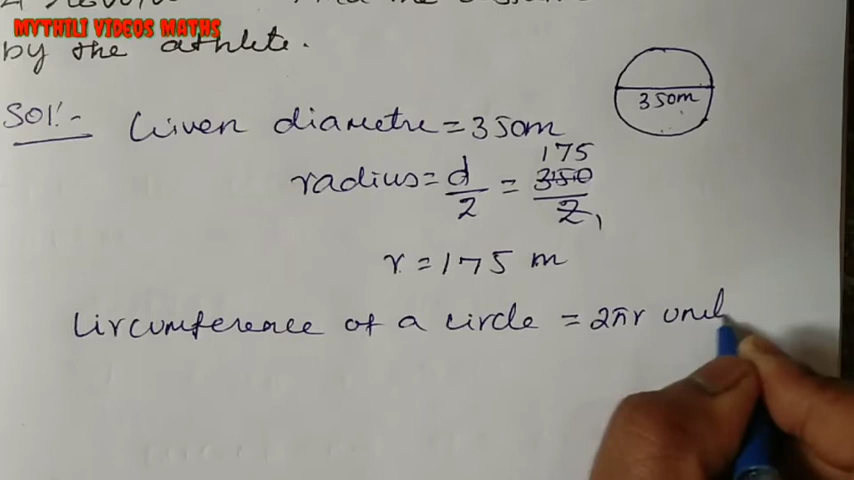 MYTHILI VIDEOS MATHS
by the athlete.
Sol:-
Given diametre = 350m
350m
radius = d/2 = 350/2
175
1
r = 175 m
Circumference of a circle = 2πr unit